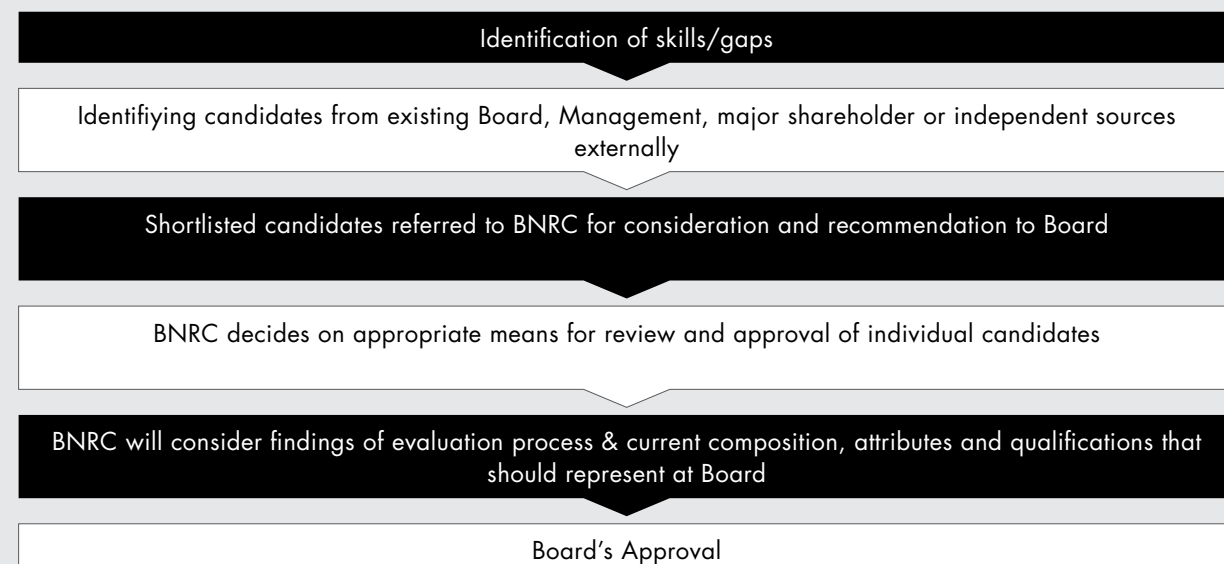 Identification of skills/gaps
Identifiying candidates from existing Board, Management, major shareholder or independent sources
externally
Shortlisted candidates referred to BNRC for consideration and recommendation to Board
BNRC decides on appropriate means for review and approval of individual candidates
BNRC will consider findings of evaluation process & current composition, attributes and qualifications that
should represent at Board
Board’s Approval